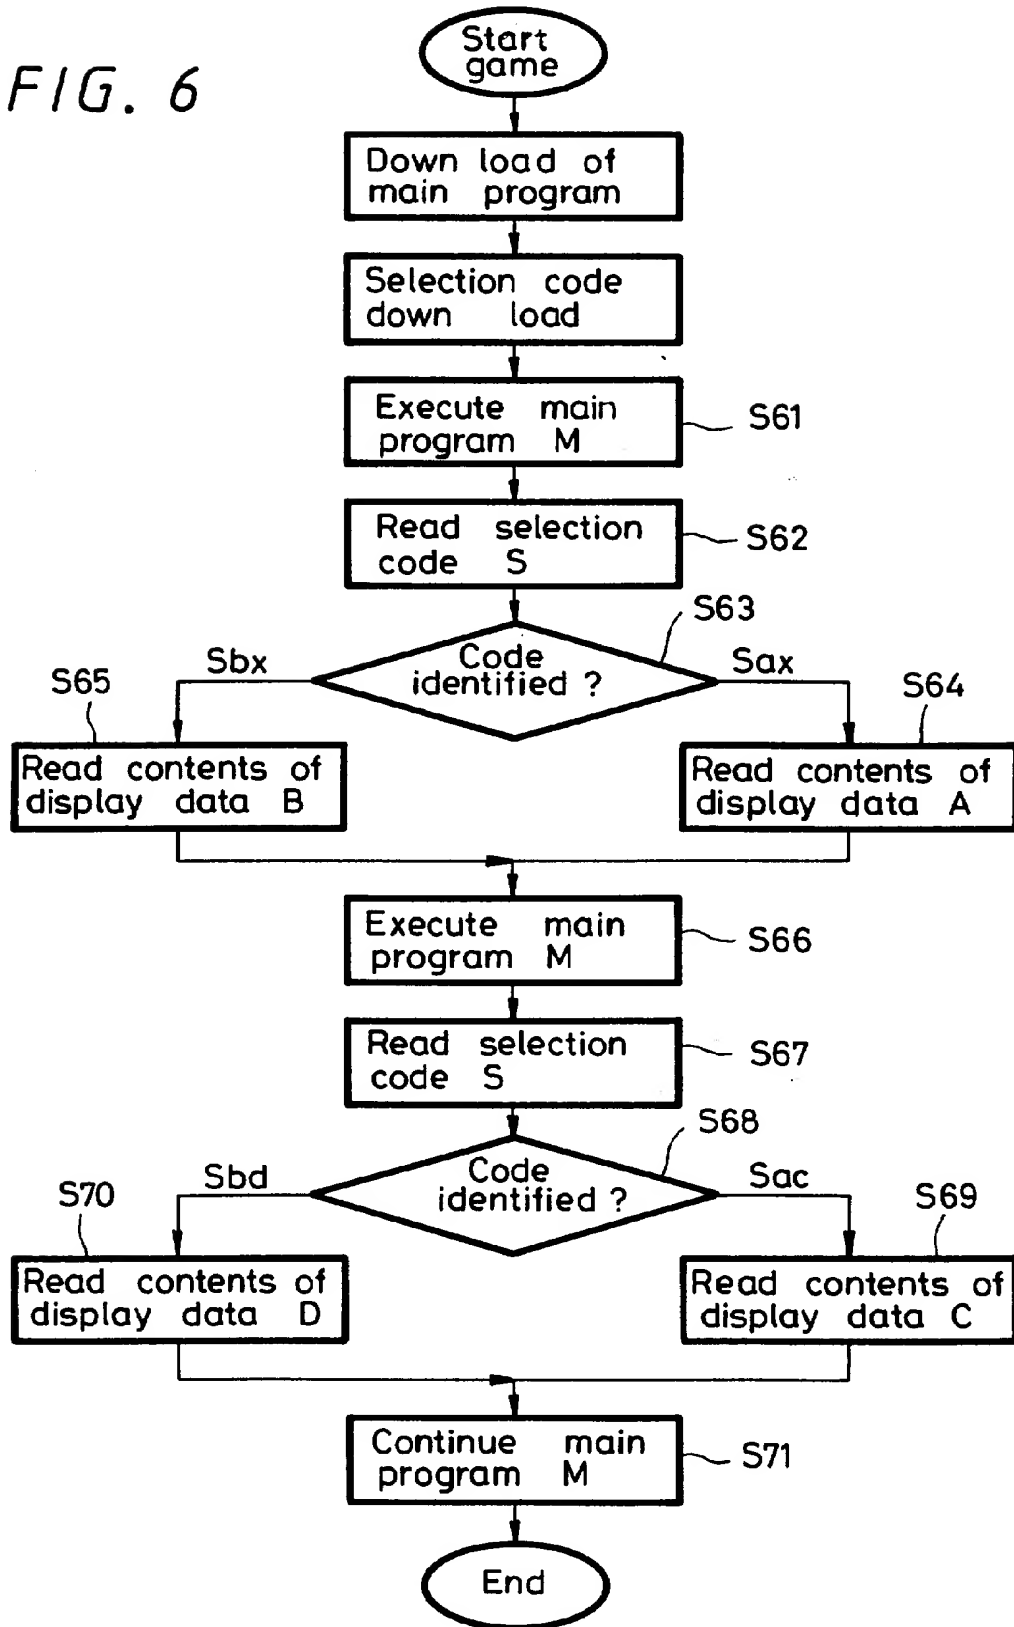 FIG. 6
Start
game
Down load of
main program
Selection code
down load
Execute main
program M
S61
Read selection
code S
S62
S63
Code
identified ?
Sbx
Sax
S65
S64
Read contents of
display data B
Read contents of
display data A
Execute main
program M
S66
Read selection
code S
S67
S68
Code
identified ?
Sbd
Sac
S70
S69
Read contents of
display data D
Read contents of
display data C
Continue main
program M
S71
End